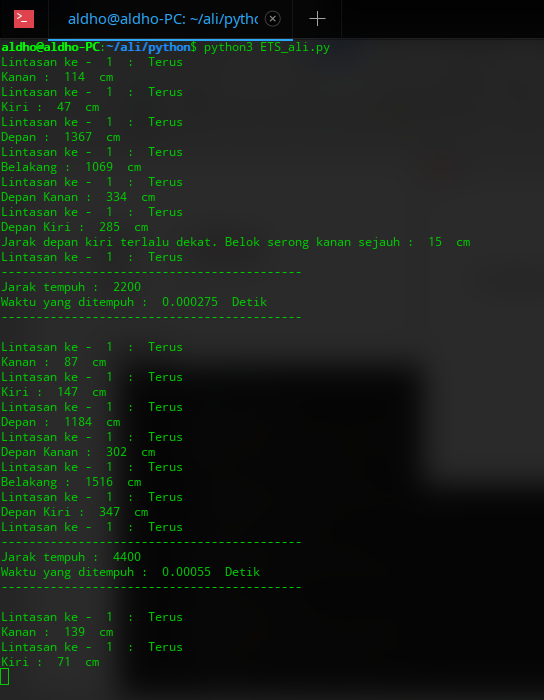 aldho@aldho-PC: ~/ali/pytho
aldho@aldho-PC:~/ali/python$ python3 ETS_ali.py
Lintasan ke -  1  :  Terus
Kanan :  114  cm
Lintasan ke -  1  :  Terus
Kiri :  47  cm
Lintasan ke -  1  :  Terus
Depan :  1367  cm
Lintasan ke -  1  :  Terus
Belakang :  1069  cm
Lintasan ke -  1  :  Terus
Depan Kanan :  334  cm
Lintasan ke -  1  :  Terus
Depan Kiri :  285  cm
Jarak depan kiri terlalu dekat. Belok serong kanan sejauh :  15  cm
Lintasan ke -  1  :  Terus
-------------------------------------------
Jarak tempuh :  2200
Waktu yang ditempuh :  0.000275  Detik
-------------------------------------------
Lintasan ke -  1  :  Terus
Kanan :  87  cm
Lintasan ke -  1  :  Terus
Kiri :  147  cm
Lintasan ke -  1  :  Terus
Depan :  1184  cm
Lintasan ke -  1  :  Terus
Depan Kanan :  302  cm
Lintasan ke -  1  :  Terus
Belakang :  1516  cm
Lintasan ke -  1  :  Terus
Depan Kiri :  347  cm
Lintasan ke -  1  :  Terus
-------------------------------------------
Jarak tempuh :  4400
Waktu yang ditempuh :  0.00055  Detik
-------------------------------------------
Lintasan ke -  1  :  Terus
Kanan :  139  cm
Lintasan ke -  1  :  Terus
Kiri :  71  cm